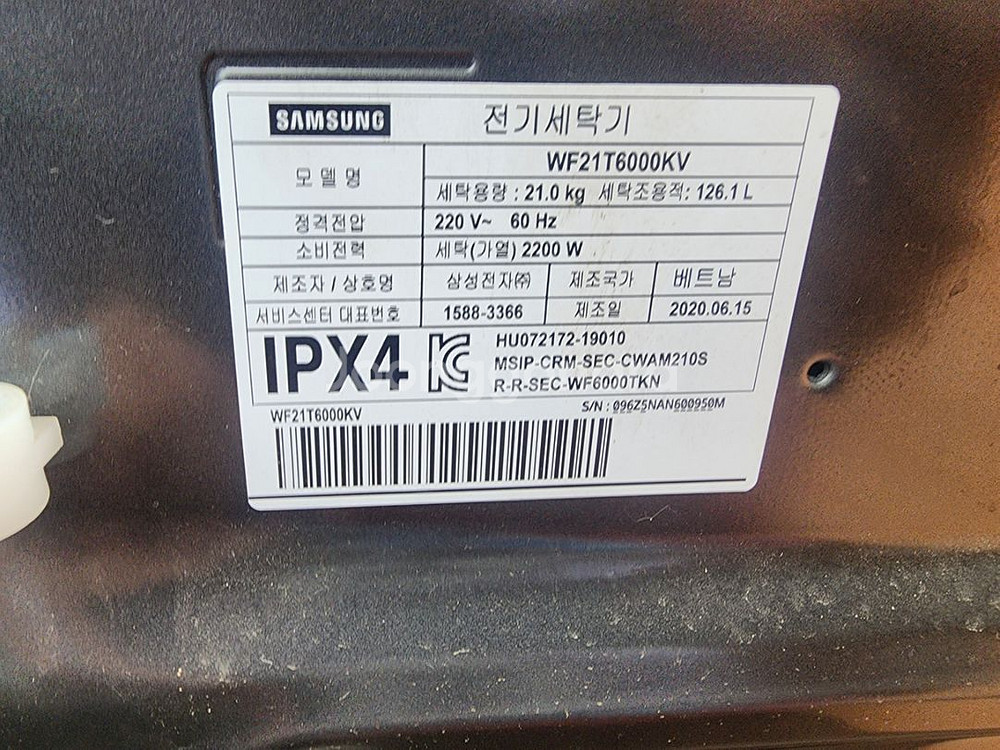 SAMSUNG 전기세탁기
모델명 WF21T6000KV
세탁용량 : 21.0 kg 세탁조용적: 126.1 L
정격전압 220 V~ 60 Hz
소비전력 세탁(가열) 2200 W
제조자 / 상호명 삼성전자㈜ 제조국가 베트남
서비스센터 대표번호 1588-3366 제조일 2020.06.15
IPX4 HU072172-19010
MSIP-CRM-SEC-CWAM210S
R-R-SEC-WF6000TKN
WF21T6000KV S/N : 096Z5NAN600950M